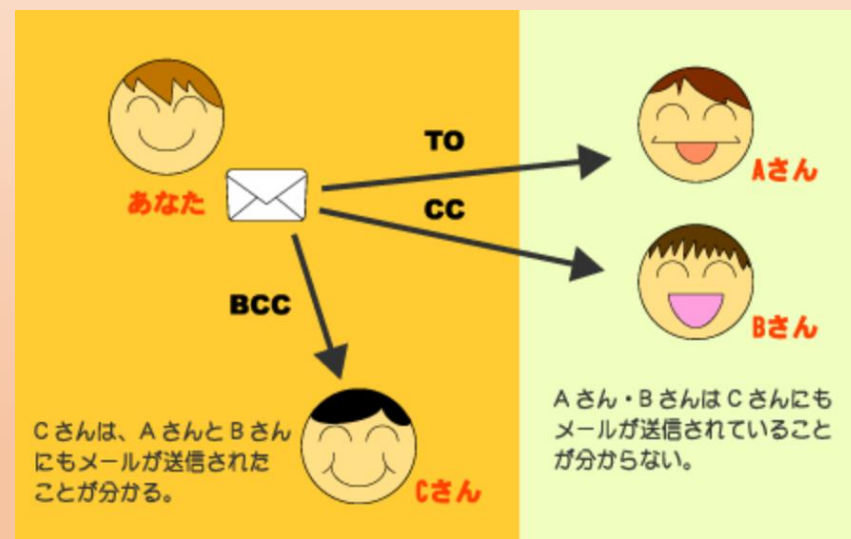 あなた
TO
CC
BCC
Aさん
Bさん
Cさん
Cさんは、AさんとBさん
にもメールが送信された
ことが分かる。
Aさん・BさんはCさんにも
メールが送信されていること
が分からない。